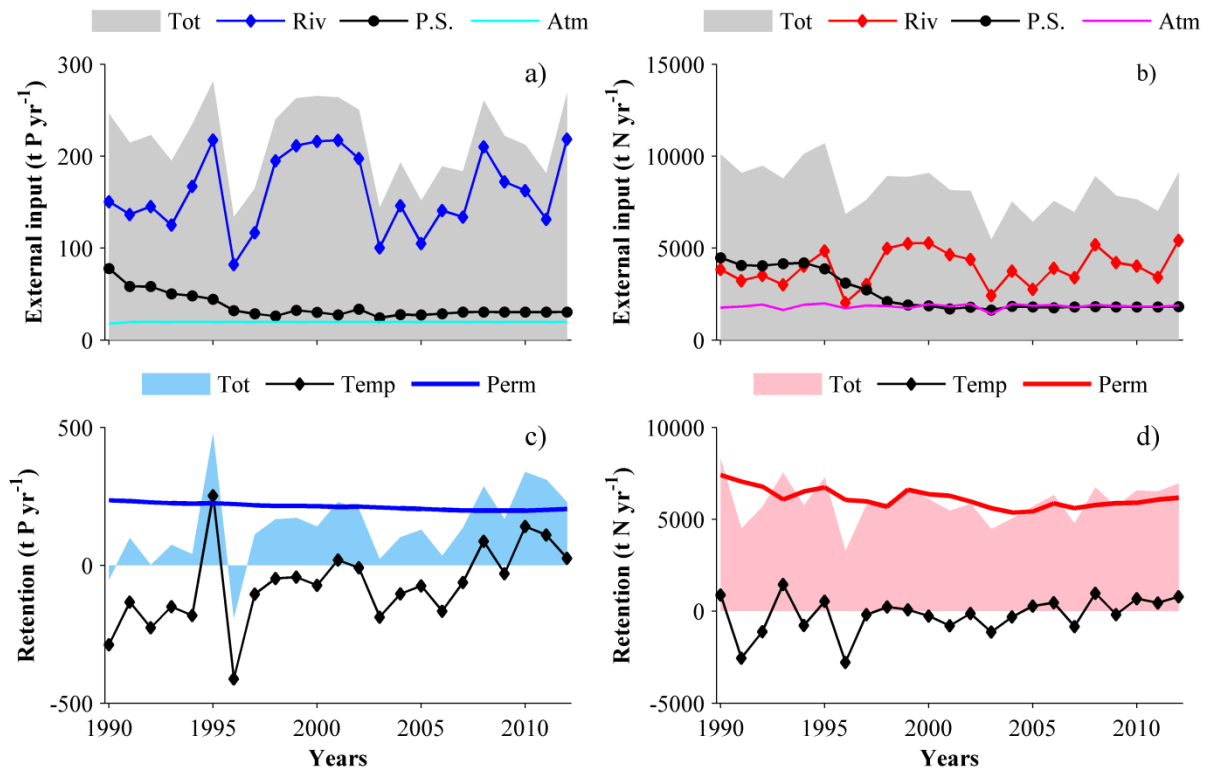 Tot Riv P.S. Atm
Tot Riv P.S. Atm
a)
External input (t P yr⁻¹)
300
200
100
0
b)
External input (t N yr⁻¹)
15000
10000
5000
0
Tot Temp Perm
Tot Temp Perm
c)
Retention (t P yr⁻¹)
500
0
-500
1990 1995 2000 2005 2010
Years
d)
Retention (t N yr⁻¹)
10000
5000
0
-5000
1990 1995 2000 2005 2010
Years